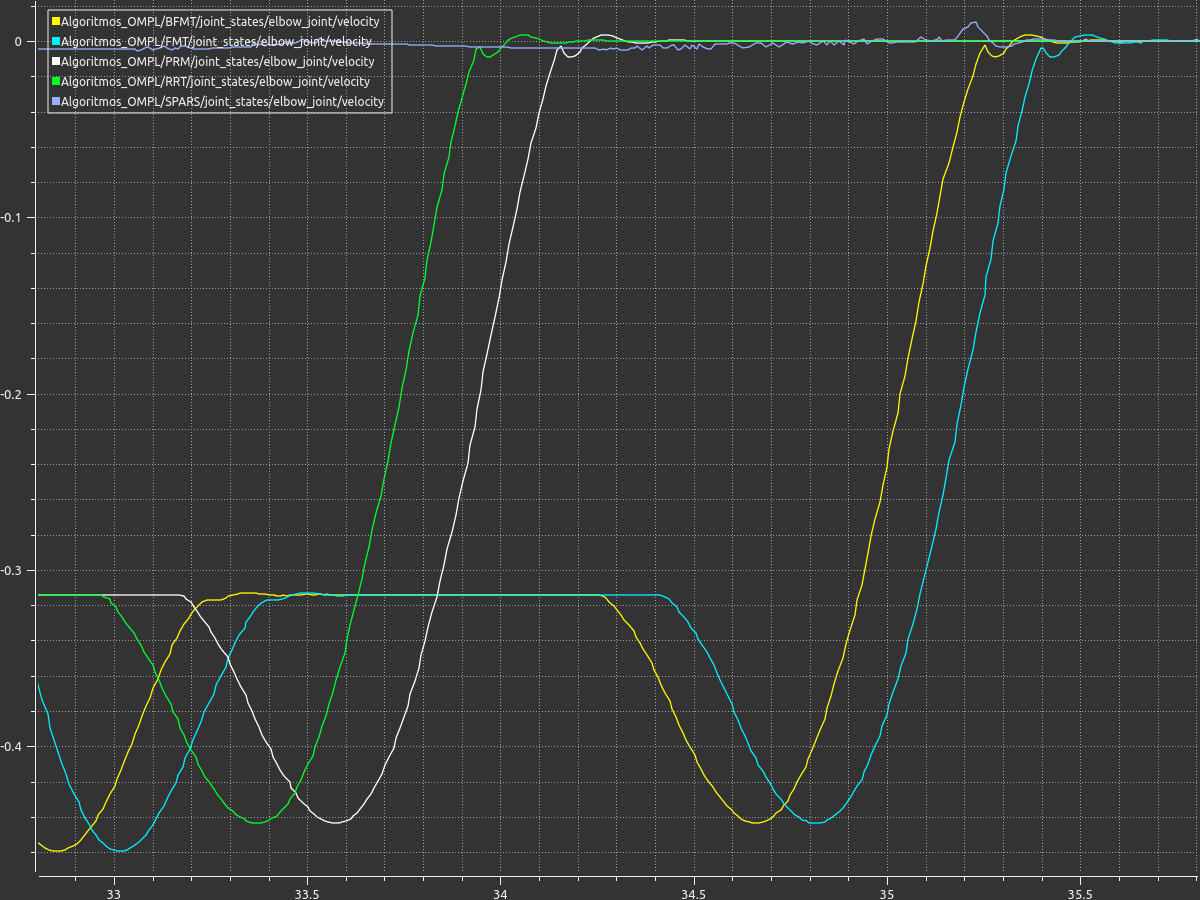 Algoritmos_OMPL/BFMT/joint_states/elbow_joint/velocity
Algoritmos_OMPL/FMT/joint_states/elbow_joint/velocity
Algoritmos_OMPL/PRM/joint_states/elbow_joint/velocity
Algoritmos_OMPL/RRT/joint_states/elbow_joint/velocity
Algoritmos_OMPL/SPARS/joint_states/elbow_joint/velocity
0
-0.1
-0.2
-0.3
-0.4
33 33.5 34 34.5 35 35.5